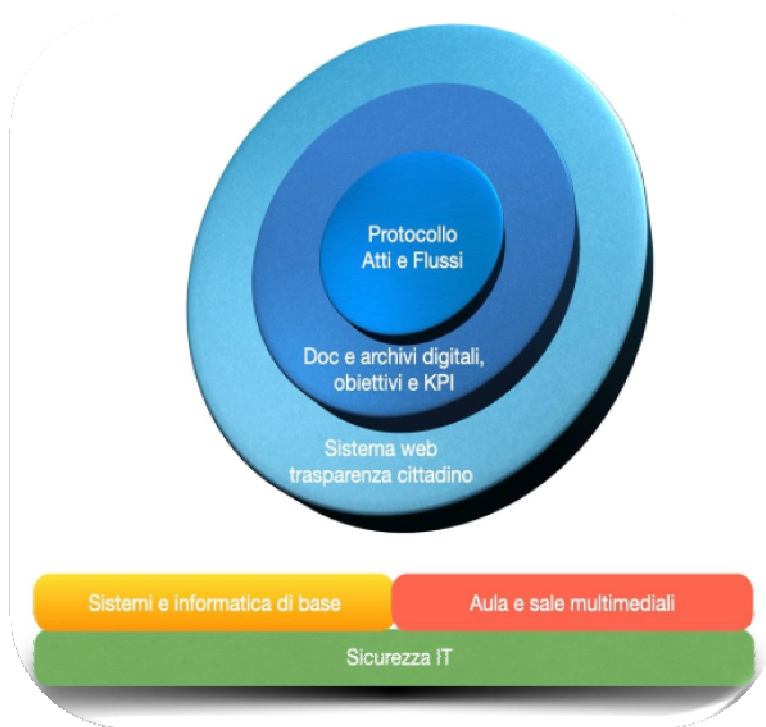 Protocollo
Atti e Flussi
Doc e archivi digitali,
obiettivi e KPI
Sistema web
trasparenza cittadino
Sistemi e informatica di base
Aula e sale multimediali
Sicurezza IT